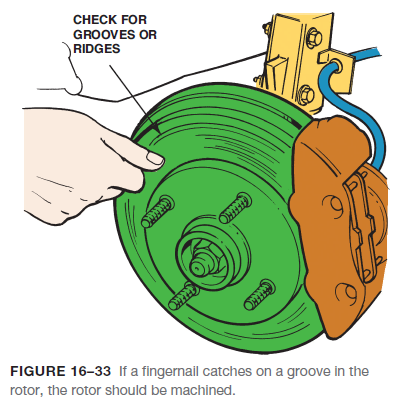 CHECK FOR
GROOVES OR
RIDGES
FIGURE 16–33 If a fingernail catches on a groove in the
rotor, the rotor should be machined.